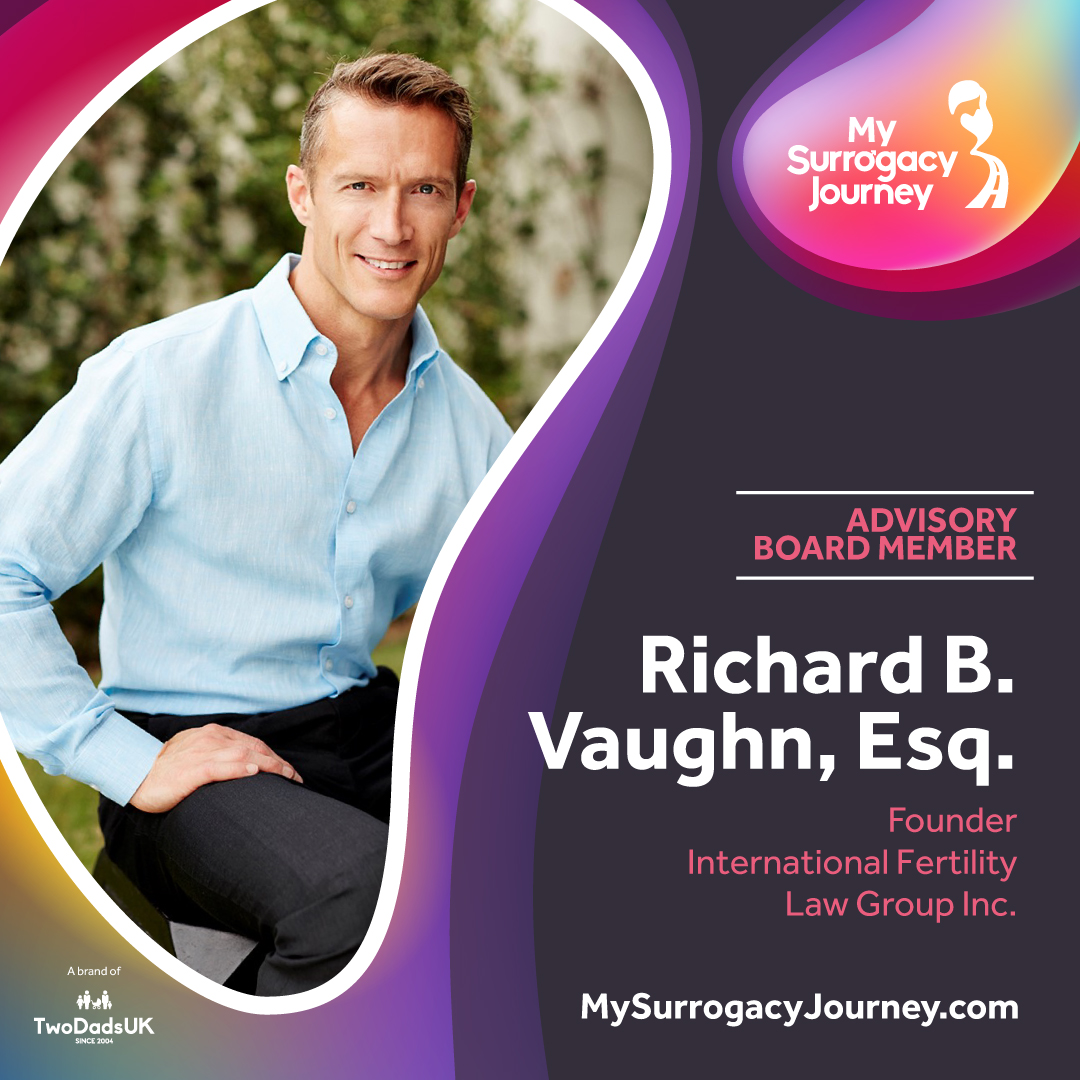 My
Surrogacy
Journey
ADVISORY
BOARD MEMBER
Richard B.
Vaughn, Esq.
Founder
International Fertility
Law Group Inc.
MySurrogacyJourney.com
A brand of
TwoDadsUK
SINCE 2004